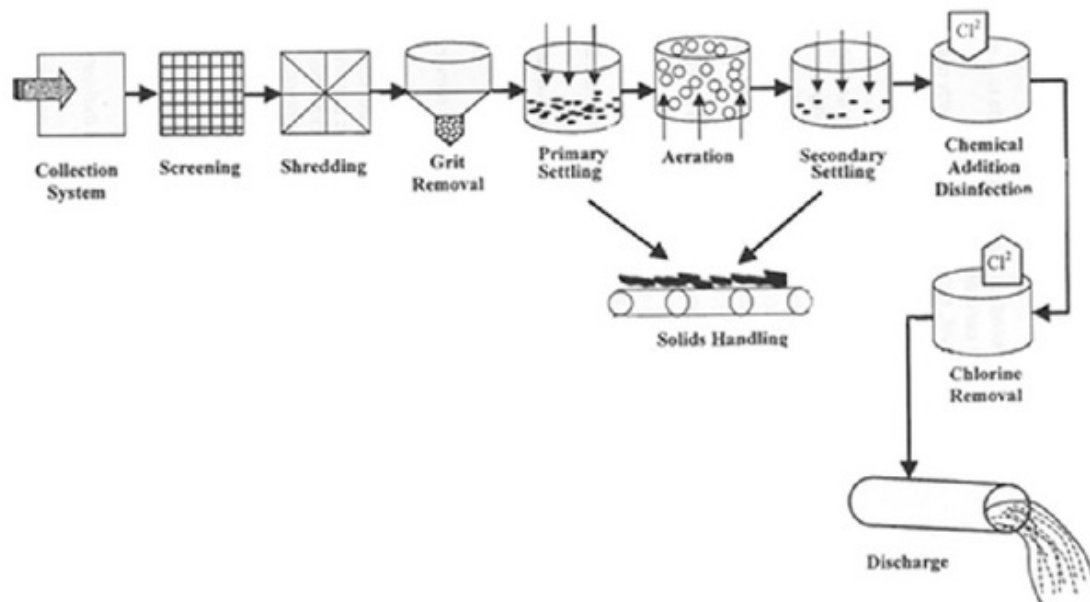 Cl²
Collection
System
Screening
Shredding
Grit
Removal
Primary
Settling
Aeration
Secondary
Settling
Chemical
Addition
Disinfection
Solids Handling
Cl²
Chlorine
Removal
Discharge